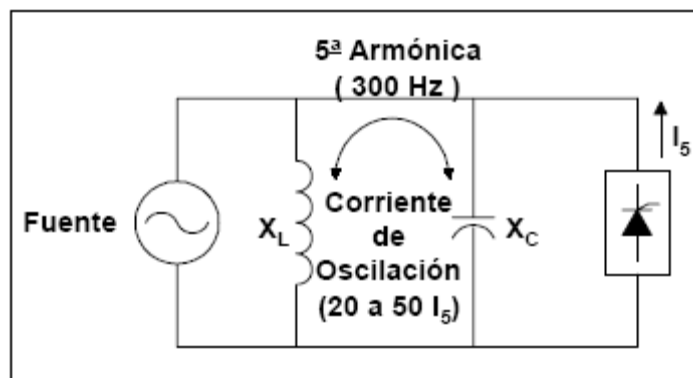 5ª Armónica
( 300 Hz )
I5
Fuente
XL
Corriente
de
Oscilación
(20 a 50 I5)
XC